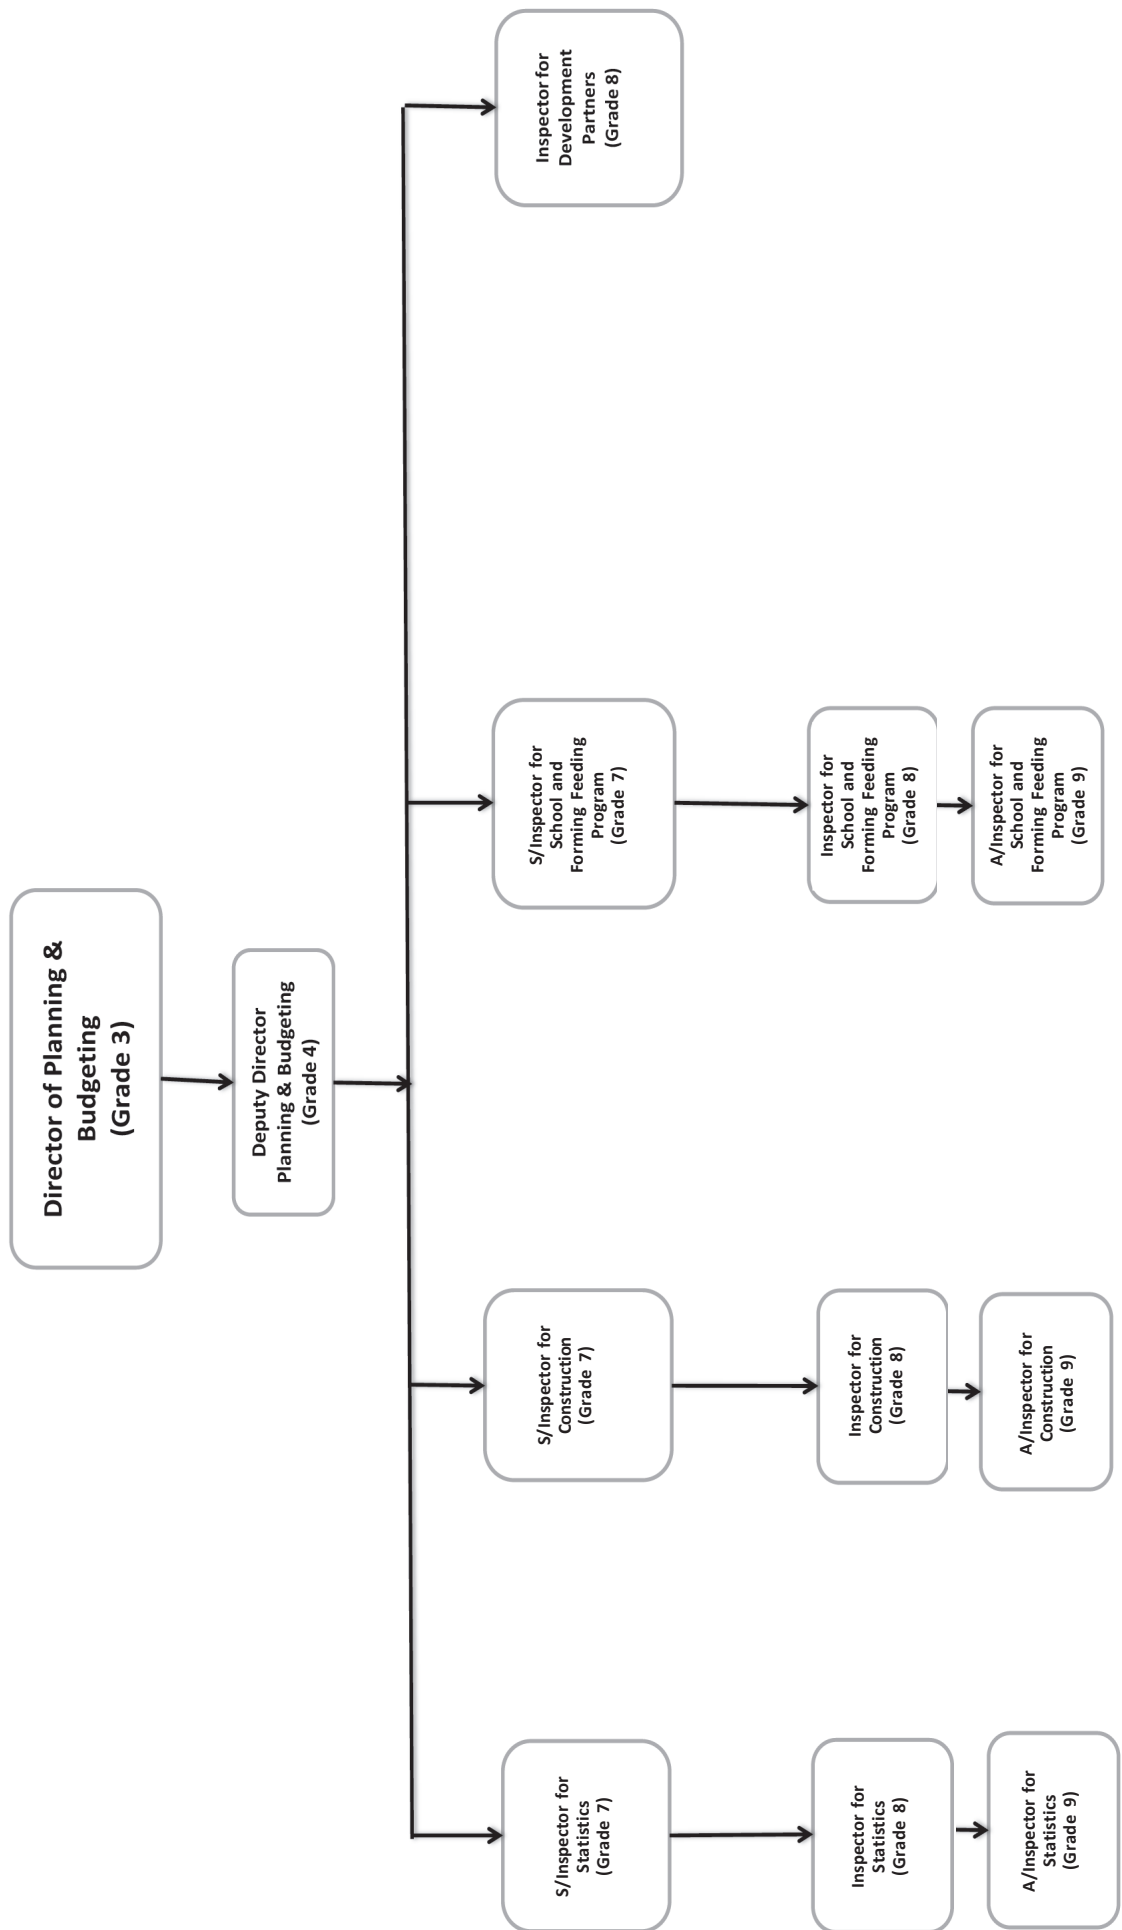 Director of Planning &
Budgeting
(Grade 3)
Deputy Director
Planning & Budgeting
(Grade 4)
S/Inspector for
Statistics
(Grade 7)
S/Inspector for
Construction
(Grade 7)
S/Inspector for
School and
Forming Feeding
Program
(Grade 7)
Inspector for
Development
Partners
(Grade 8)
Inspector for
Statistics
(Grade 8)
Inspector for
Construction
(Grade 8)
Inspector for
School and
Forming Feeding
Program
(Grade 8)
A/Inspector for
Statistics
(Grade 9)
A/Inspector for
Construction
(Grade 9)
A/Inspector for
School and
Forming Feeding
Program
(Grade 9)